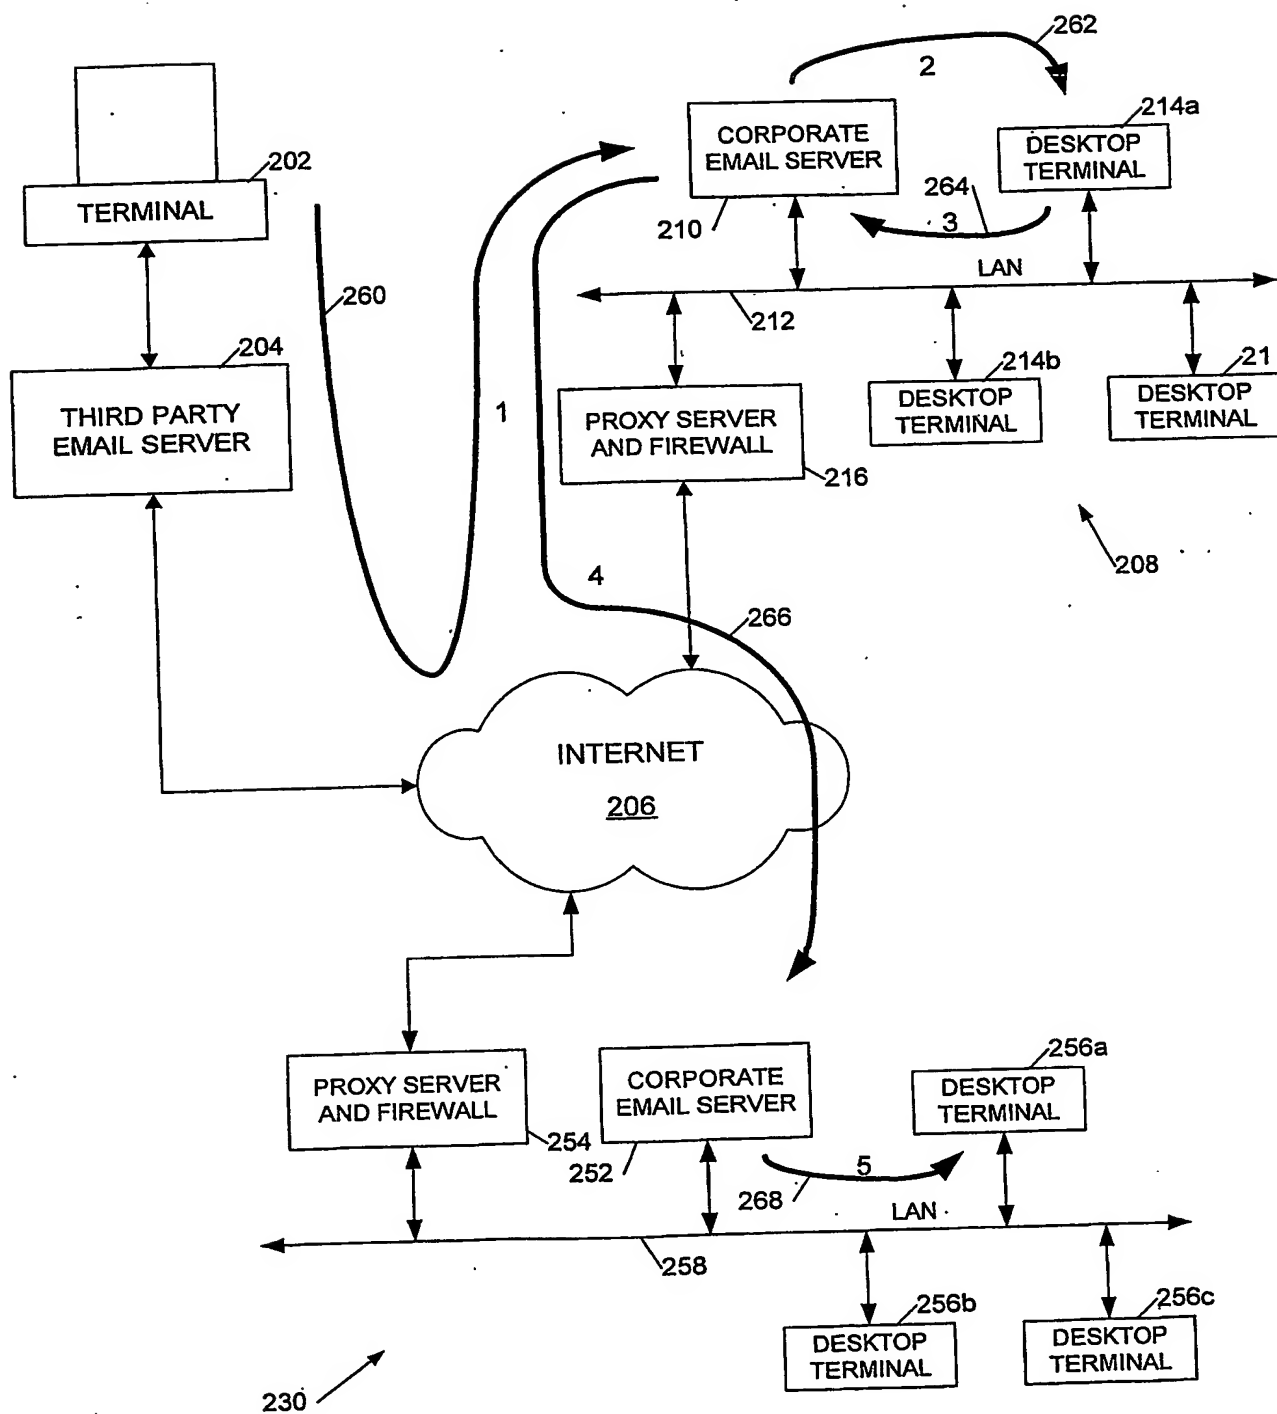 262
2
214a
CORPORATE
EMAIL SERVER
DESKTOP
TERMINAL
202
TERMINAL
264
210
3
LAN
260
212
204
THIRD PARTY
EMAIL SERVER
1
214b
21
PROXY SERVER
AND FIREWALL
DESKTOP
TERMINAL
DESKTOP
TERMINAL
216
208
4
266
INTERNET
206
256a
PROXY SERVER
AND FIREWALL
CORPORATE
EMAIL SERVER
DESKTOP
TERMINAL
254
252
5
268
LAN
258
256b
256c
DESKTOP
TERMINAL
DESKTOP
TERMINAL
230